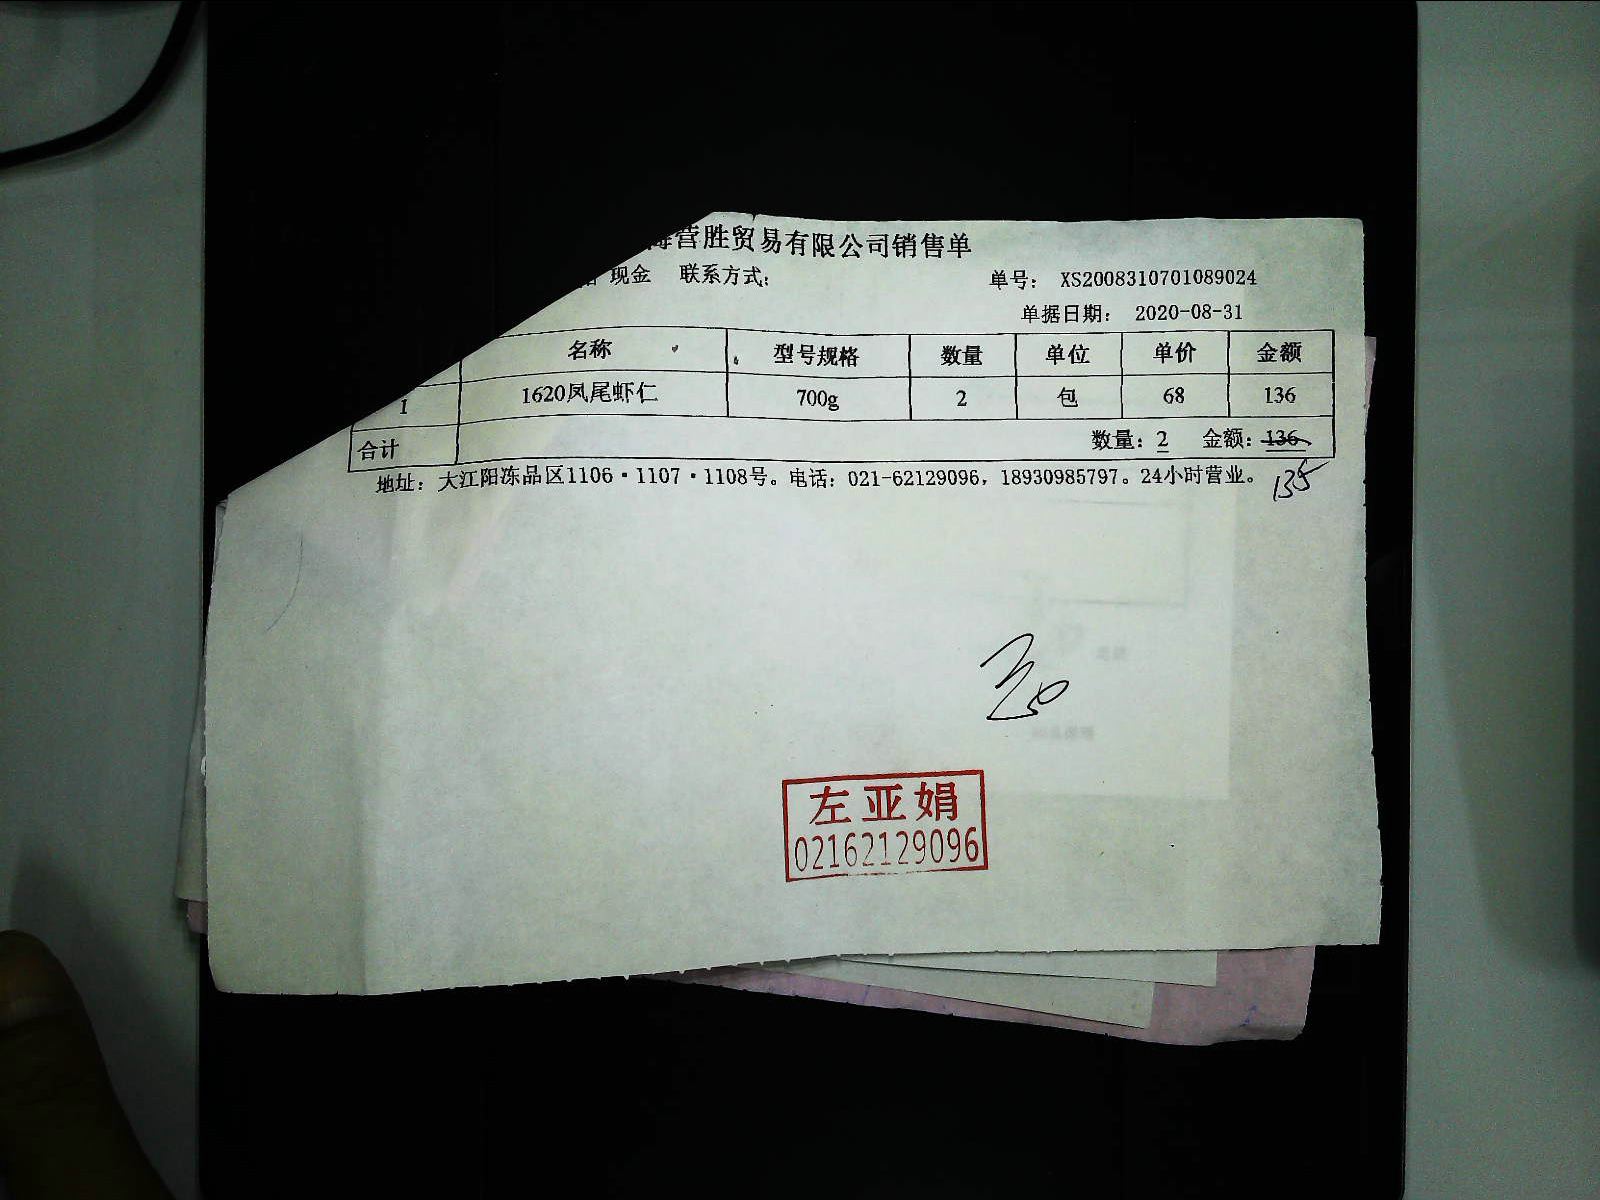 营胜贸易有限公司销售单
现金 联系方式: 单号: XS2008310701089024
单据日期: 2020-08-31
名称 型号规格 数量 单位 单价 金额
1 1620凤尾虾仁 700g 2 包 68 136
合计 数量: 2 金额: 136
135
地址: 大江阳冻品区1106·1107·1108号。电话: 021-62129096, 18930985797。24小时营业。
左亚娟
02162129096